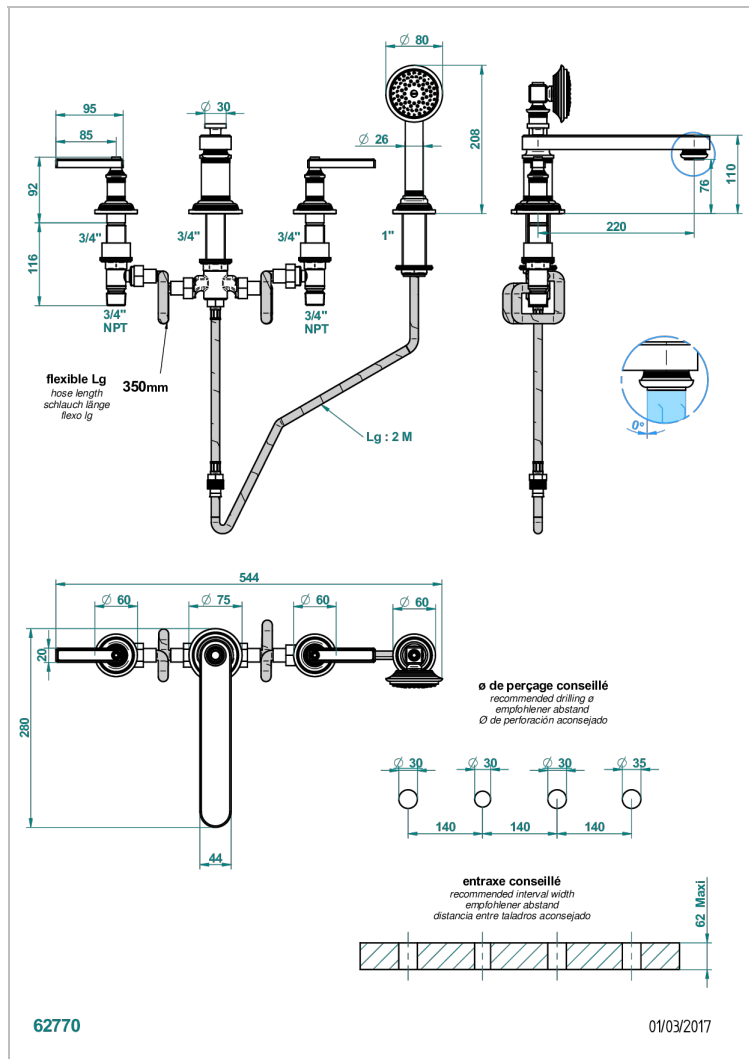 Ø 80
95
Ø 30
85
Ø 26
208
92
110
76
3/4"
3/4"
3/4"
1"
220
116
3/4"
NPT
3/4"
NPT
flexible Lg
hose length
schlauch länge
flexo lg
350mm
0°
Lg : 2 M
544
Ø 60
Ø 75
Ø 60
Ø 60
20
280
44
ø de perçage conseillé
recommended drilling ø
empfohlener abstand
Ø de perforación aconsejado
Ø 30
Ø 30
Ø 30
Ø 35
140
140
140
entraxe conseillé
recommended interval width
empfohlener abstand
distancia entre taladros aconsejado
62 Maxi
62770
01/03/2017